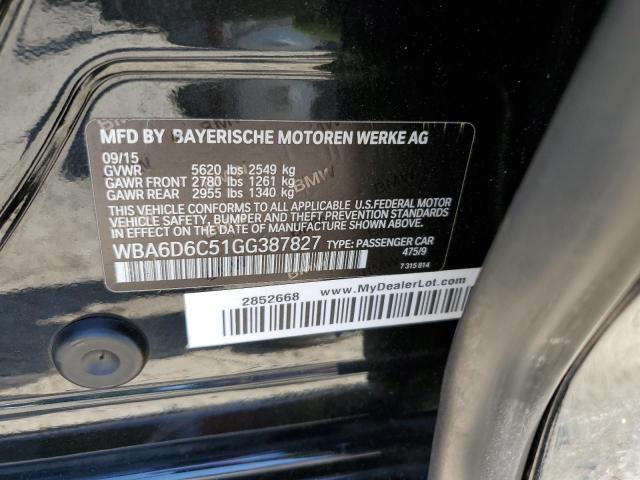 MFD BY BAYERISCHE MOTOREN WERKE AG
09/15
GVWR 5620 lbs 2549 kg
GAWR FRONT 2780 lbs 1261 kg
GAWR REAR 2955 lbs 1340 kg
THIS VEHICLE CONFORMS TO ALL APPLICABLE U.S.FEDERAL MOTOR
VEHICLE SAFETY, BUMPER AND THEFT PREVENTION STANDARDS IN
EFFECT ON THE DATE OF MANUFACTURE SHOWN ABOVE.
WBA6D6C51GG387827 TYPE: PASSENGER CAR
475/9
7 315 814
2852668 www.MyDealerLot.com